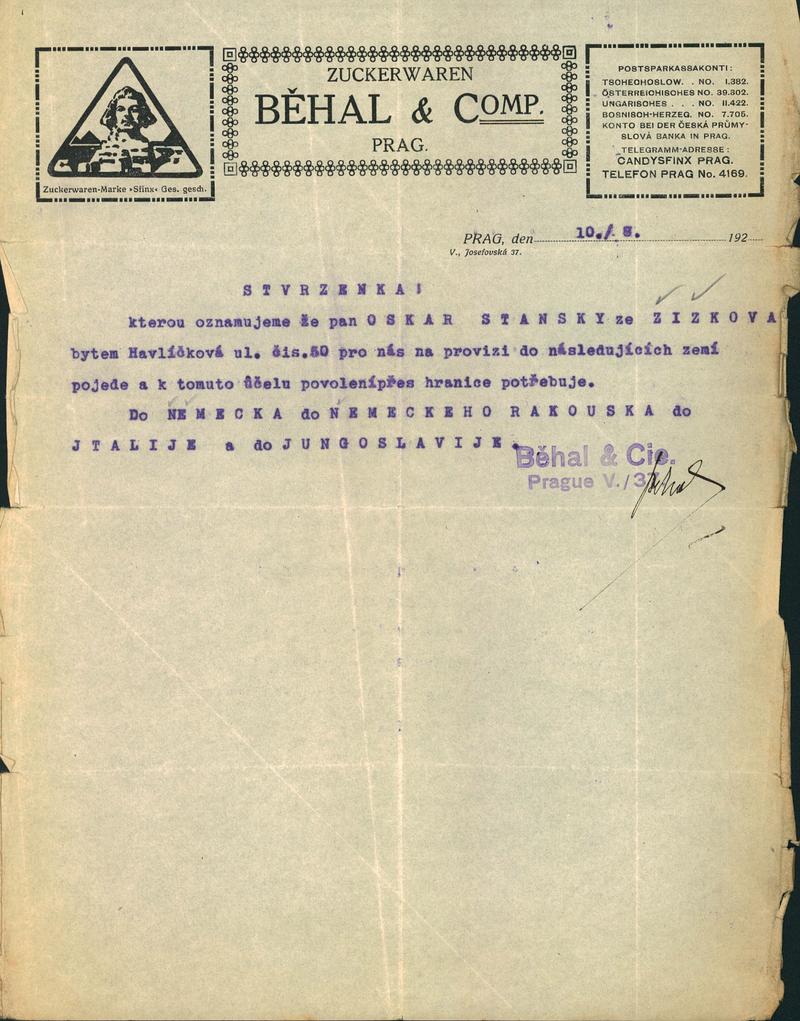 Zuckerwaren-Marke »Sfinx« Ges. gesch.
ZUCKERWAREN
BĚHAL & COMP.
PRAG.
POSTSPARKASSAKONTI:
TSCHECHOSLOW. . NO. 1.382.
ÖSTERREICHISCHES NO. 39.302.
UNGARISCHES . . . NO. 11.422.
BOSNISCH-HERZEG. NO. 7.705.
KONTO BEI DER ČESKÁ PRŮMY-
SLOVÁ BANKA IN PRAG.
TELEGRAMM-ADRESSE:
CANDYSFINX PRAG.
TELEFON PRAG No. 4169.
PRAG, den 10./. 8. 192
V., Josefovská 37.
S T V R Z E N K A !
kterou oznamujeme že pan O S K A R S T A N S K Y ze Z I Z K O V A
bytem Havlíčková ul. čis.50 pro nás na provizi do následujících zemí
pojede a k tomuto účelu povolenípřes hranice potřebuje.
Do N E M E C K A do N E M E C K E H O R A K O U S K A do
J T A L I J E a do J U N G O S L A V I J E .
Běhal & Cie.
Prague V./37